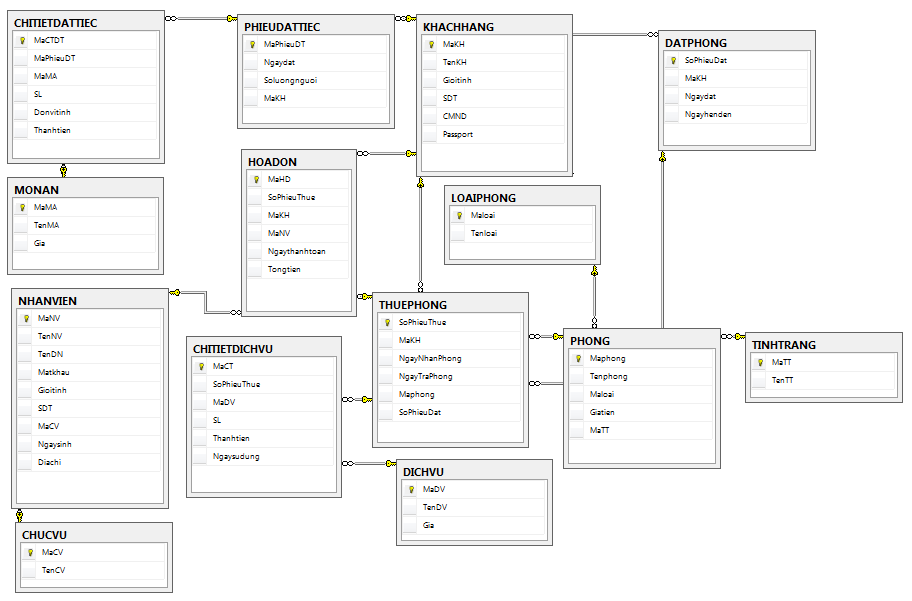 CHITIETDATTIEC
MaCTDT
MaPhieuDT
MaMA
SL
Donvitinh
Thanhtien
PHIEUDATTIEC
MaPhieuDT
Ngaydat
Soluongnguoi
MaKH
KHACHHANG
MaKH
TenKH
Gioitinh
SDT
CMND
Passport
DATPHONG
SoPhieuDat
MaKH
Ngaydat
Ngayhenden
MONAN
MaMA
TenMA
Gia
HOADON
MaHD
SoPhieuThue
MaKH
MaNV
Ngaythanhtoan
Tongtien
LOAIPHONG
Maloai
Tenloai
NHANVIEN
MaNV
TenNV
TenDN
Matkhau
Gioitinh
SDT
MaCV
Ngaysinh
Diachi
CHITIETDICHVU
MaCT
SoPhieuThue
MaDV
SL
Thanhtien
Ngaysudung
THUEPHONG
SoPhieuThue
MaKH
NgayNhanPhong
NgayTraPhong
Maphong
SoPhieuDat
PHONG
Maphong
Tenphong
Maloai
Giatien
MaTT
TINHTRANG
MaTT
TenTT
DICHVU
MaDV
TenDV
Gia
CHUCVU
MaCV
TenCV